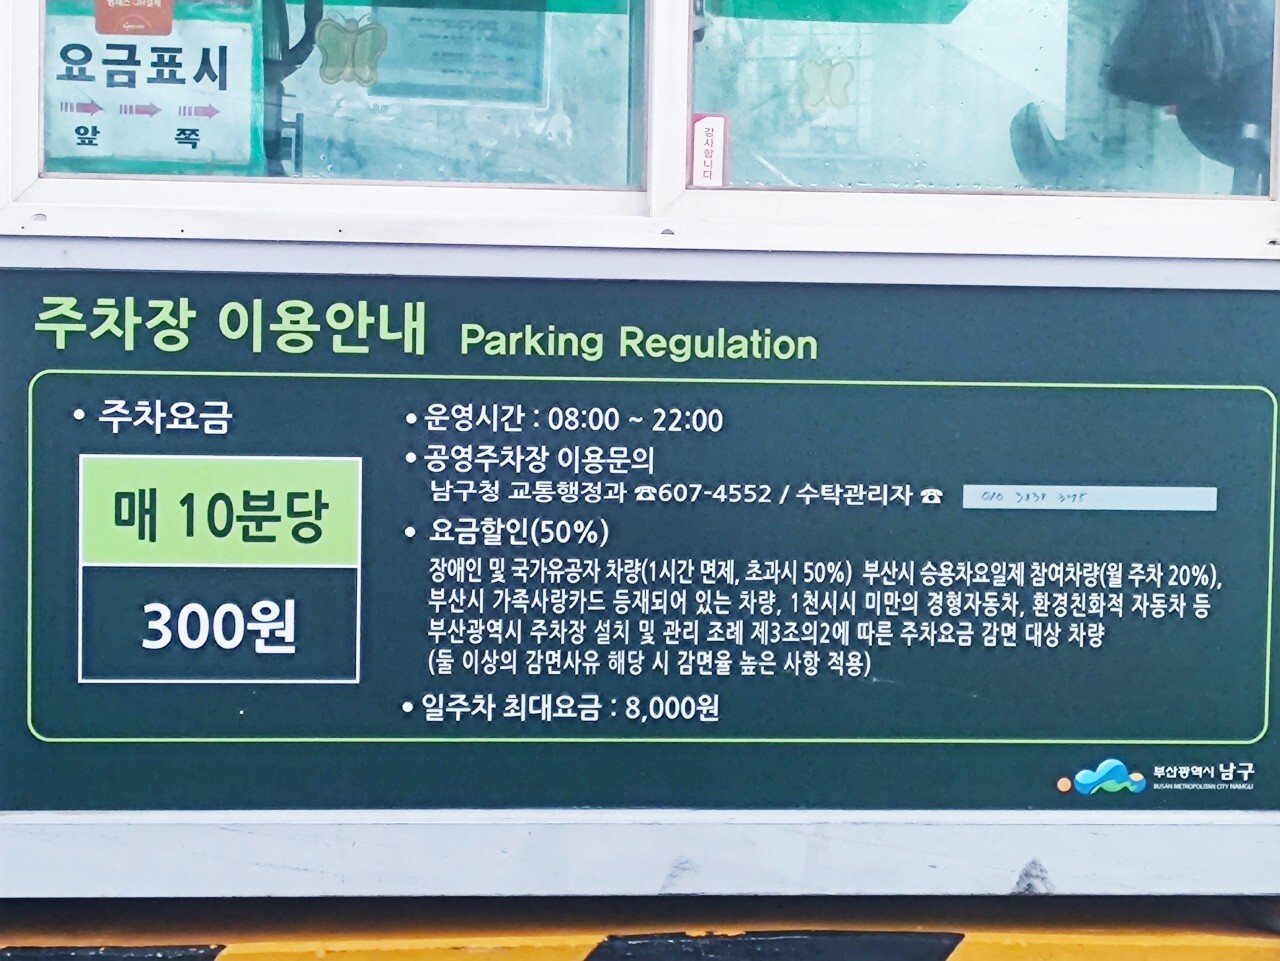 요금표시
앞 쪽
감사합니다
주차장 이용안내 Parking Regulation
• 주차요금
매 10분당
300원
• 운영시간 : 08:00 ~ 22:00
• 공영주차장 이용문의
남구청 교통행정과 ☎607-4552 / 수탁관리자 ☎
• 요금할인(50%)
장애인 및 국가유공자 차량(1시간 면제, 초과시 50%) 부산시 승용차요일제 참여차량(월 주차 20%),
부산시 가족사랑카드 등재되어 있는 차량, 1천시시 미만의 경형자동차, 환경친화적 자동차 등
부산광역시 주차장 설치 및 관리 조례 제3조의2에 따른 주차요금 감면 대상 차량
(둘 이상의 감면사유 해당 시 감면율 높은 사항 적용)
• 일주차 최대요금 : 8,000원
부산광역시 남구
BUSAN METROPOLITAN CITY NAMGU